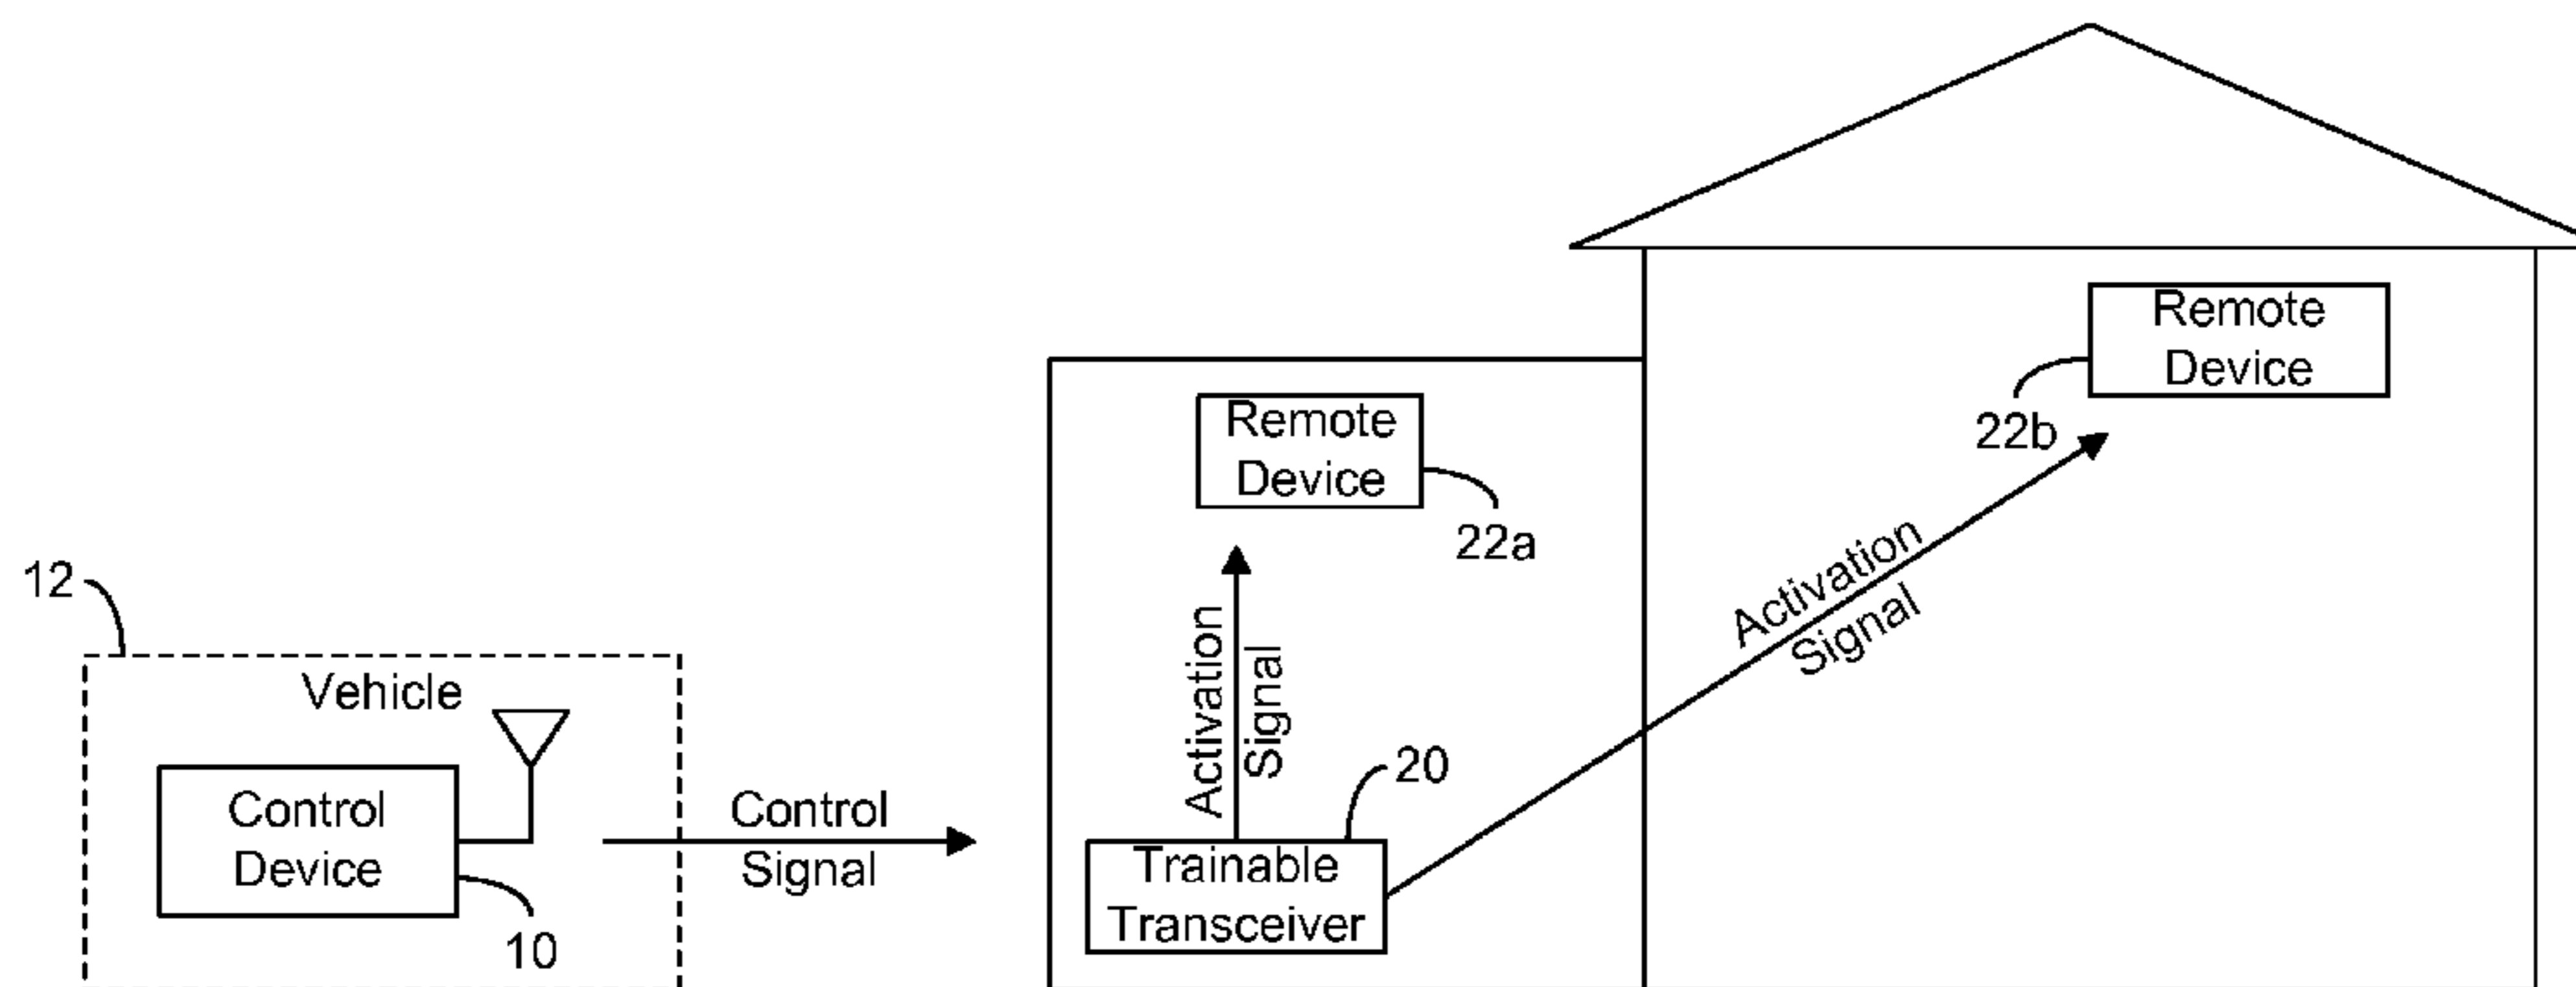 Remote
Device
22b
Remote
Device
22a
Activation
Signal
Activation
Signal
12
Vehicle
Control
Device
10
Control
Signal
20
Trainable
Transceiver